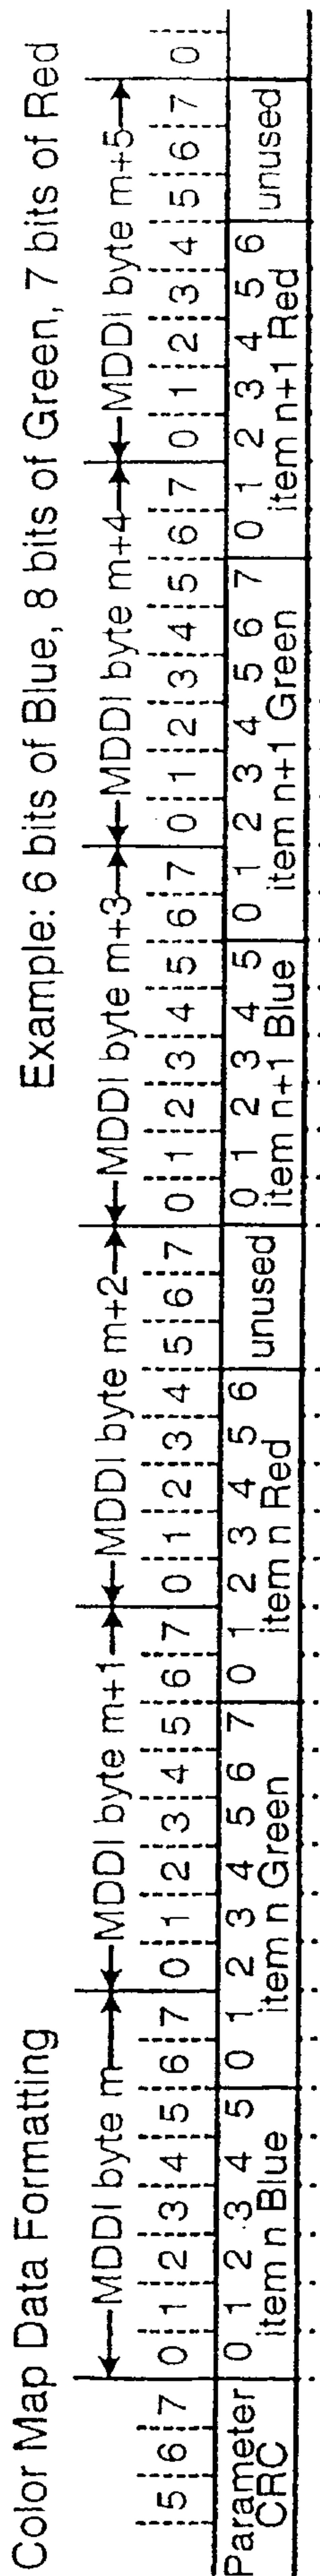 Color Map Data Formatting
Example: 6 bits of Blue, 8 bits of Green, 7 bits of Red
MDDI byte m MDDI byte m+1 MDDI byte m+2 MDDI byte m+3 MDDI byte m+4 MDDI byte m+5
5 6 7 0 1 2 3 4 5 6 7 0 1 2 3 4 5 6 7 0 1 2 3 4 5 6 7 0 1 2 3 4 5 6 7 0 1 2 3 4 5 6 7 0 1 2 3 4 5 6 7 0
Parameter 0 1 2 3 4 5 0 1 2 3 4 5 6 7 0 1 2 3 4 5 6 unused 0 1 2 3 4 5 0 1 2 3 4 5 6 7 0 1 2 3 4 5 6 unused
CRC item n Blue item n Green item n Red item n+1 Blue item n+1 Green item n+1 Red